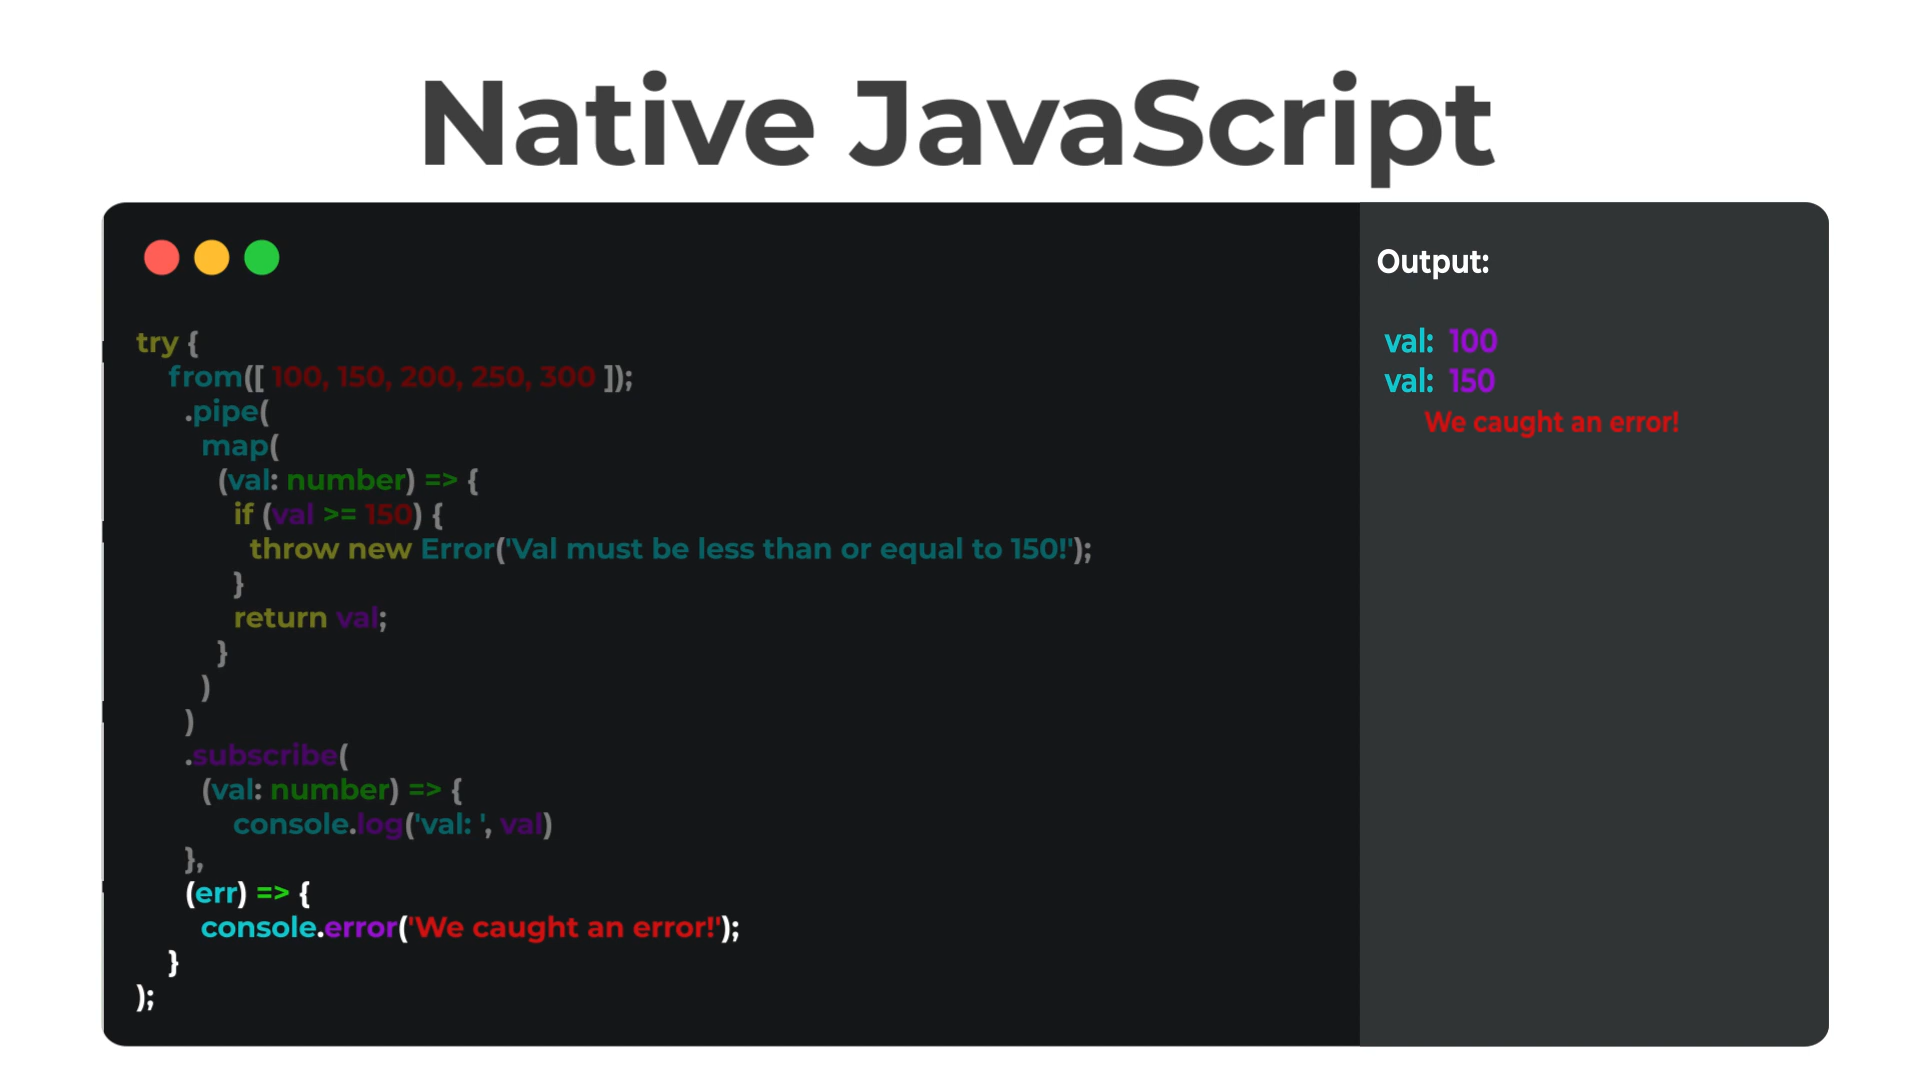 Native JavaScript
try {
from([ 100, 150, 200, 250, 300 ]);
.pipe(
map(
(val: number) => {
if (val >= 150) {
throw new Error('Val must be less than or equal to 150!');
}
return val;
}
)
)
.subscribe(
(val: number) => {
console.log('val: ', val)
},
(err) => {
console.error('We caught an error!');
}
);
Output:
val: 100
val: 150
We caught an error!